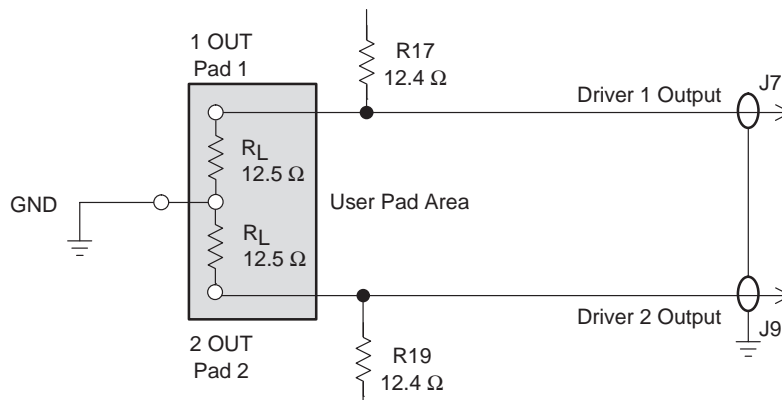 1 OUT
Pad 1
R17
12.4 Ω
Driver 1 Output
J7
RL
12.5 Ω
GND
User Pad Area
RL
12.5 Ω
Driver 2 Output
J9
2 OUT
Pad 2
R19
12.4 Ω